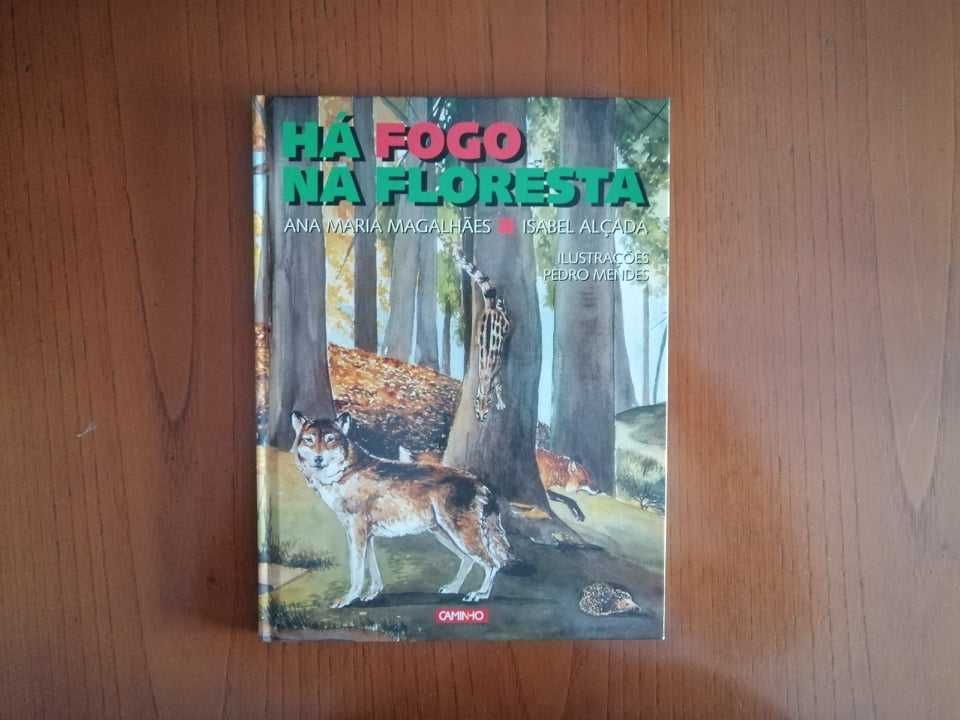 HÁ FOGO
NA FLORESTA
ANA MARIA MAGALHÃES ■ ISABEL ALÇADA
ILUSTRAÇÕES
PEDRO MENDES
CAMINHO